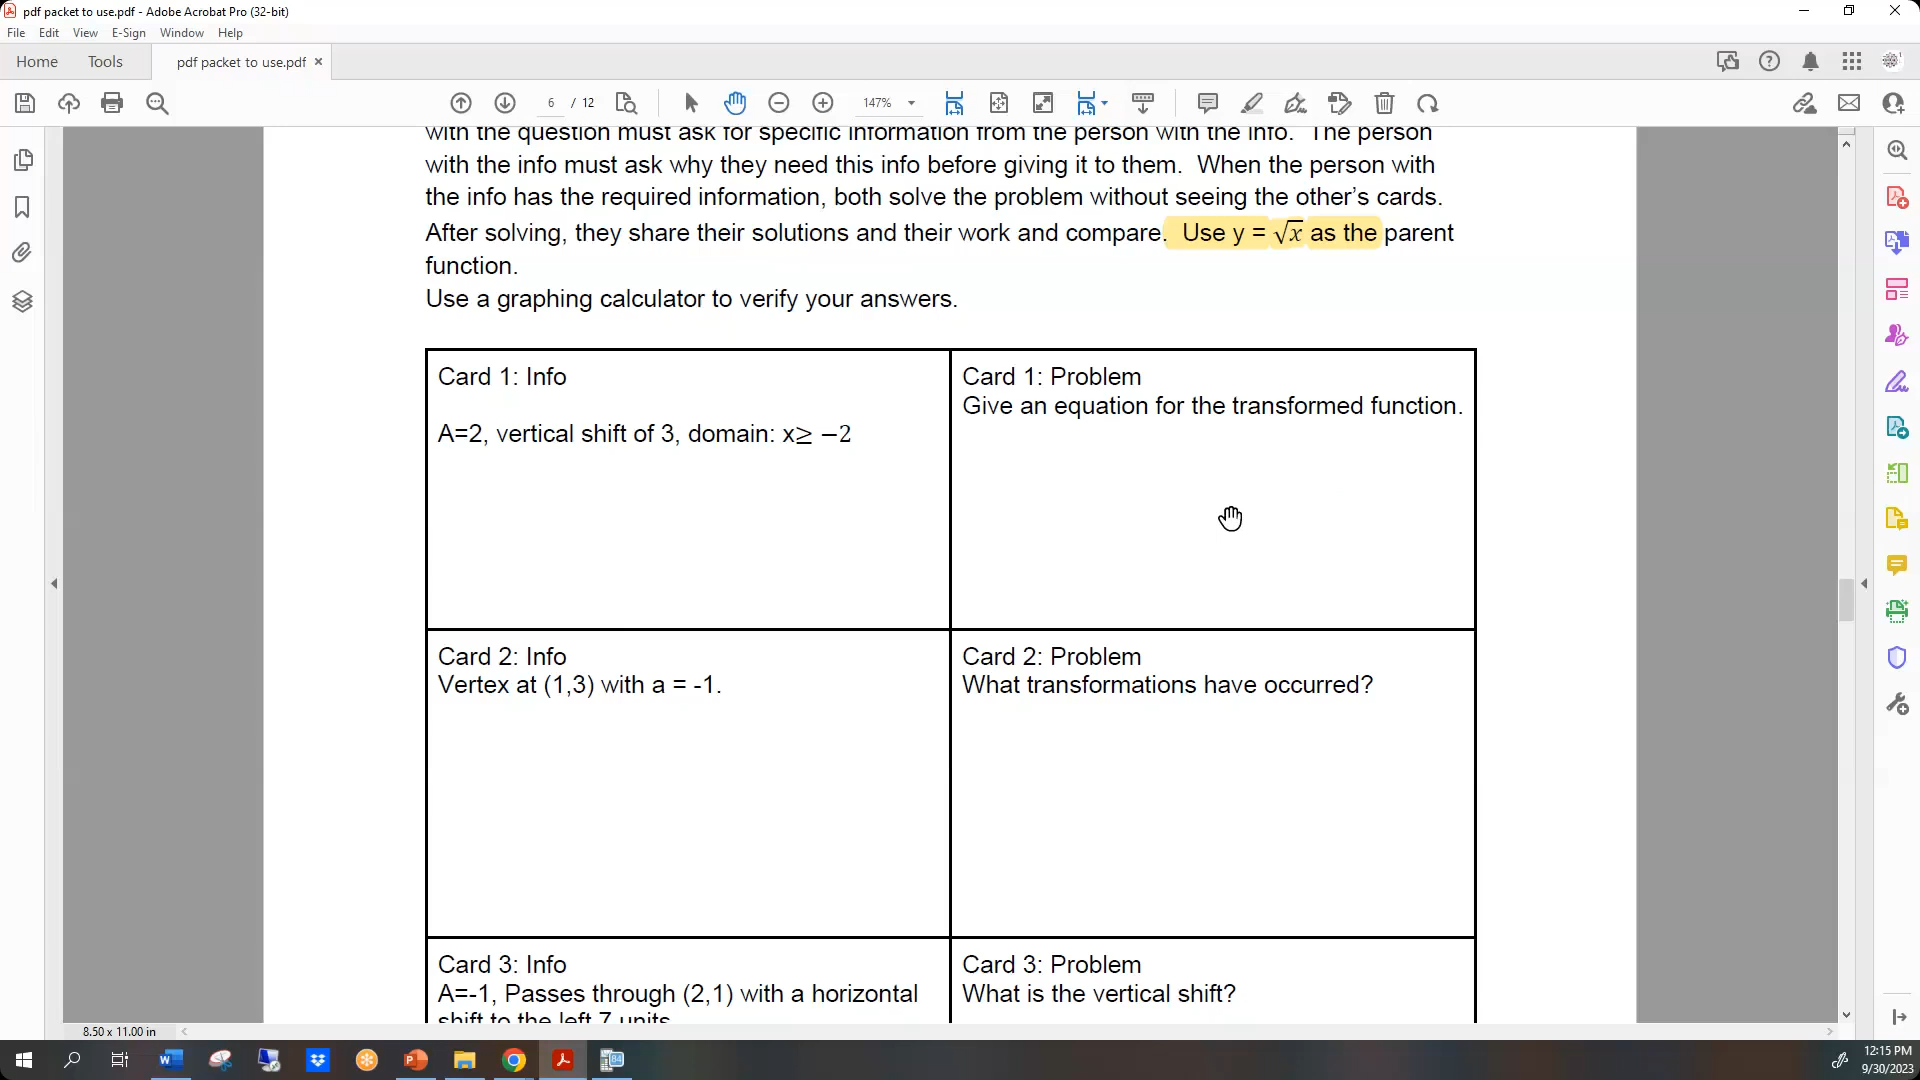 pdf packet to use.pdf - Adobe Acrobat Pro (32-bit)
File Edit View E-Sign Window Help
Home Tools pdf packet to use.pdf ×
6 / 12 147%
with the question must ask for specific information from the person with the info. The person
with the info must ask why they need this info before giving it to them. When the person with
the info has the required information, both solve the problem without seeing the other's cards.
After solving, they share their solutions and their work and compare. Use y = √x as the parent
function.
Use a graphing calculator to verify your answers.
Card 1: Info
A=2, vertical shift of 3, domain: x≥ −2
Card 1: Problem
Give an equation for the transformed function.
Card 2: Info
Vertex at (1,3) with a = -1.
Card 2: Problem
What transformations have occurred?
Card 3: Info
A=-1, Passes through (2,1) with a horizontal
shift to the left 7 units
Card 3: Problem
What is the vertical shift?
8.50 x 11.00 in
12:15 PM
9/30/2023